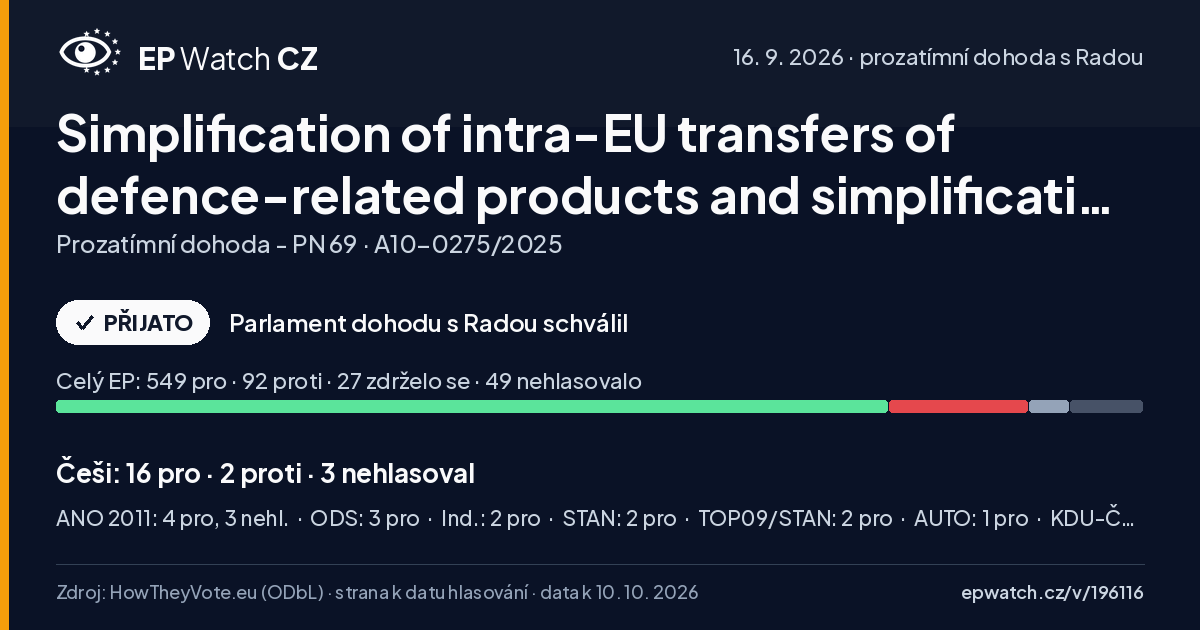 EP Watch CZ
16. 9. 2026 · prozatímní dohoda s Radou
Simplification of intra-EU transfers of
defence-related products and simplificati…
Prozatímní dohoda - PN 69 · A10-0275/2025
✓ PŘIJATO
Parlament dohodu s Radou schválil
Celý EP: 549 pro · 92 proti · 27 zdrželo se · 49 nehlasovalo
Češi: 16 pro · 2 proti · 3 nehlasoval
ANO 2011: 4 pro, 3 nehl. · ODS: 3 pro · Ind.: 2 pro · STAN: 2 pro · TOP09/STAN: 2 pro · AUTO: 1 pro · KDU-Č…
Zdroj: HowTheyVote.eu (ODbL) · strana k datu hlasování · data k 10. 10. 2026
epwatch.cz/v/196116